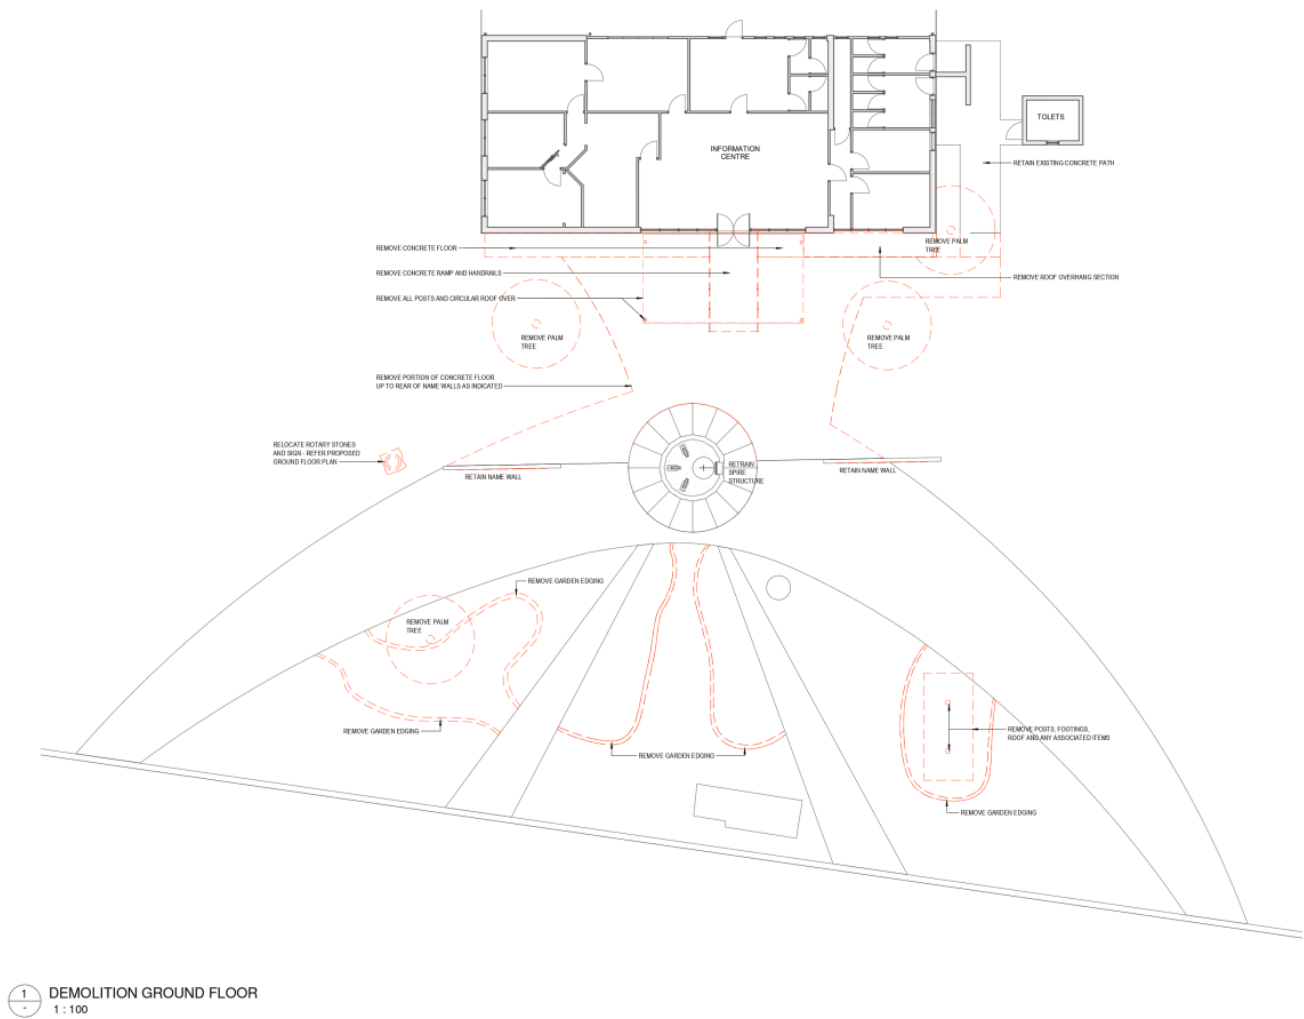 INFORMATION
CENTRE
TOLETS
RETAIN EXISTING CONCRETE PATH
REMOVE PALM
TREE
REMOVE CONCRETE FLOOR
REMOVE CONCRETE RAMP AND HANDRAILS
REMOVE ROOF OVERHANG SECTION
REMOVE ALL POSTS AND CIRCULAR ROOF OVER
REMOVE PALM
TREE
REMOVE PALM
TREE
REMOVE PORTION OF CONCRETE FLOOR
UP TO REAR OF NAME WALLS AS INDICATED
RELOCATE ROTARY STONES
AND SIGN - REFER PROPOSED
GROUND FLOOR PLAN
RETAIN NAME WALL
RETRAIN
SPIRE
STRUCTURE
RETAIN NAME WALL
REMOVE GARDEN EDGING
REMOVE PALM
TREE
REMOVE GARDEN EDGING
REMOVE GARDEN EDGING
REMOVE POSTS, FOOTINGS,
ROOF AND ANY ASSOCIATED ITEMS
REMOVE GARDEN EDGING
1
-
DEMOLITION GROUND FLOOR
1 : 100